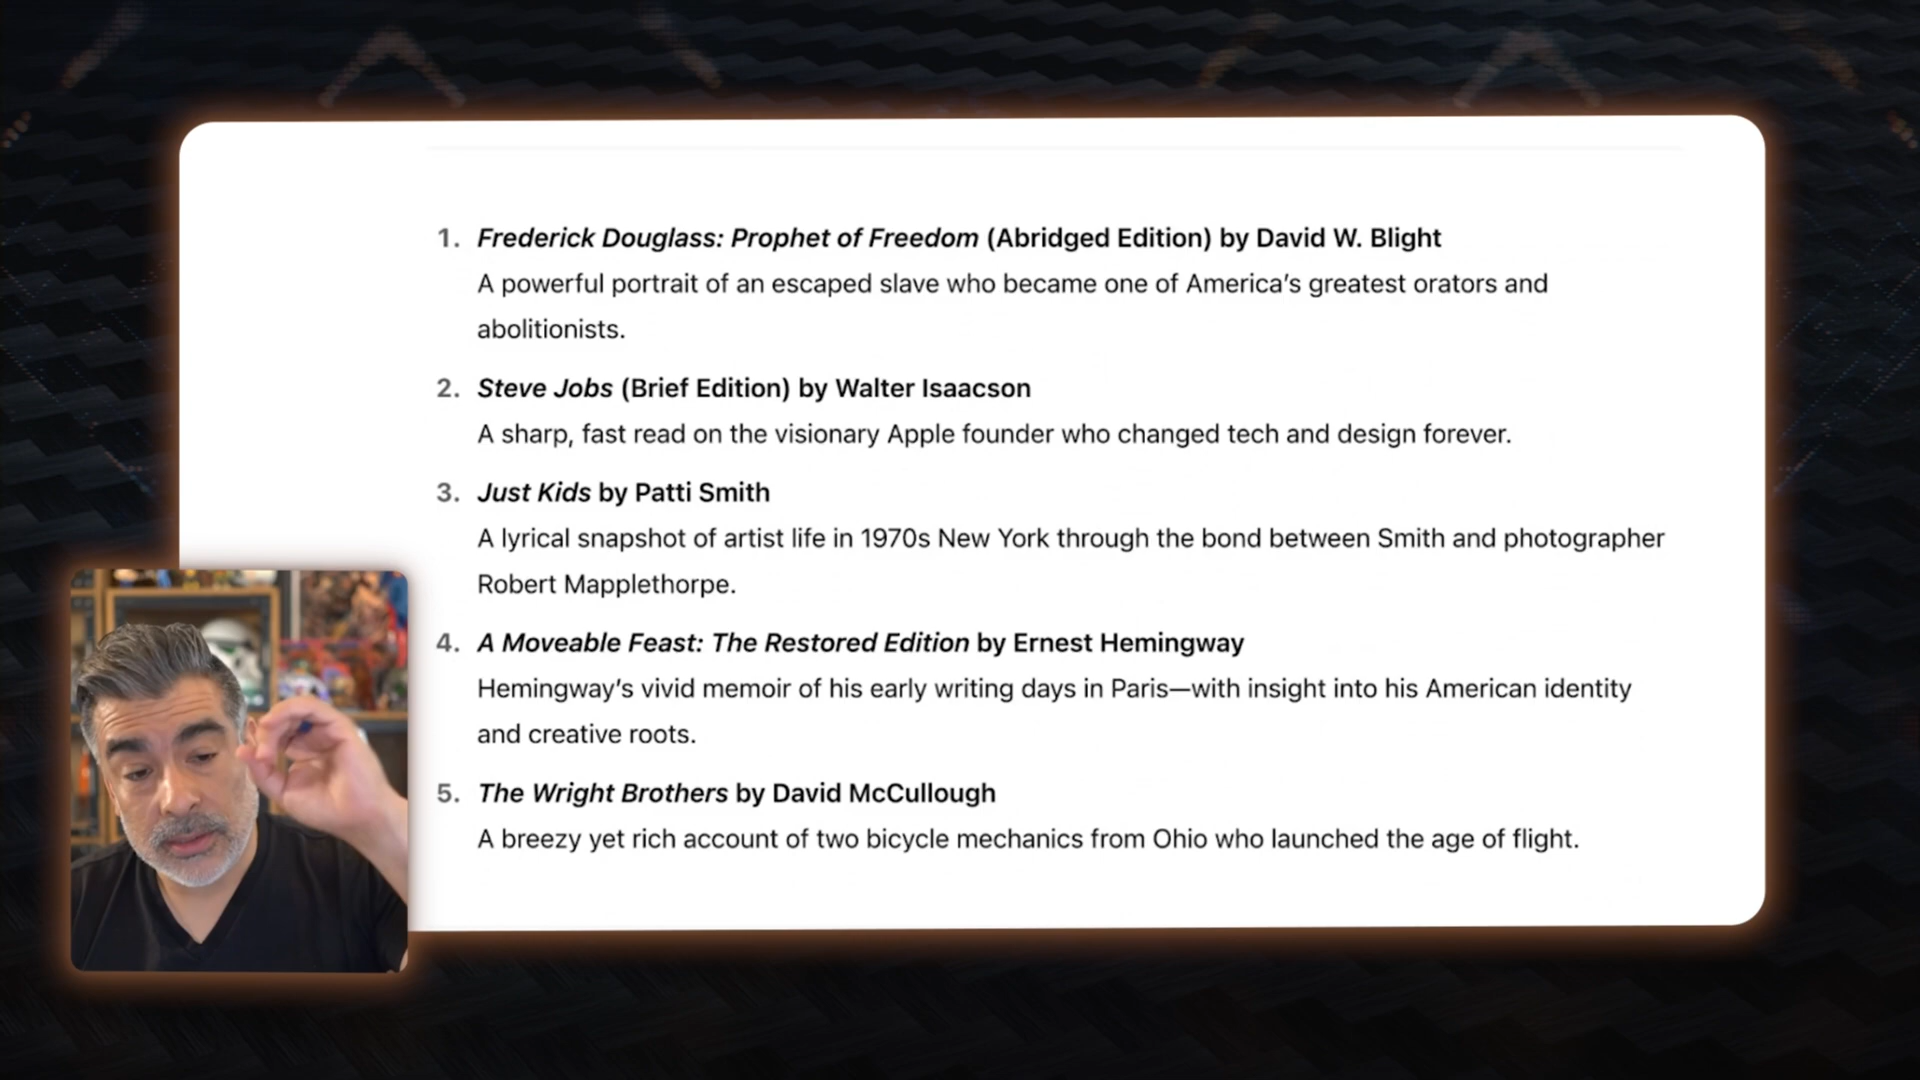 1. Frederick Douglass: Prophet of Freedom (Abridged Edition) by David W. Blight
A powerful portrait of an escaped slave who became one of America’s greatest orators and
abolitionists.
2. Steve Jobs (Brief Edition) by Walter Isaacson
A sharp, fast read on the visionary Apple founder who changed tech and design forever.
3. Just Kids by Patti Smith
A lyrical snapshot of artist life in 1970s New York through the bond between Smith and photographer
Robert Mapplethorpe.
4. A Moveable Feast: The Restored Edition by Ernest Hemingway
Hemingway’s vivid memoir of his early writing days in Paris—with insight into his American identity
and creative roots.
5. The Wright Brothers by David McCullough
A breezy yet rich account of two bicycle mechanics from Ohio who launched the age of flight.